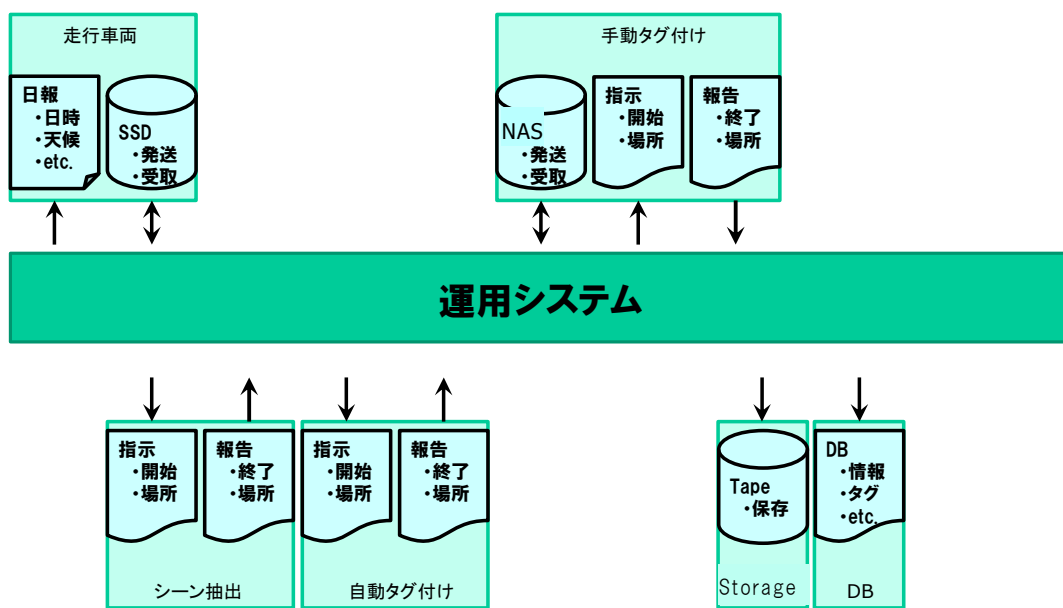 走行車両
日報
・日時
・天候
・etc.
SSD
・発送
・受取
手動タグ付け
NAS
・発送
・受取
指示
・開始
・場所
報告
・終了
・場所
運用システム
指示
・開始
・場所
報告
・終了
・場所
シーン抽出
指示
・開始
・場所
報告
・終了
・場所
自動タグ付け
Tape
・保存
Storage
DB
・情報
・タグ
・etc.
DB